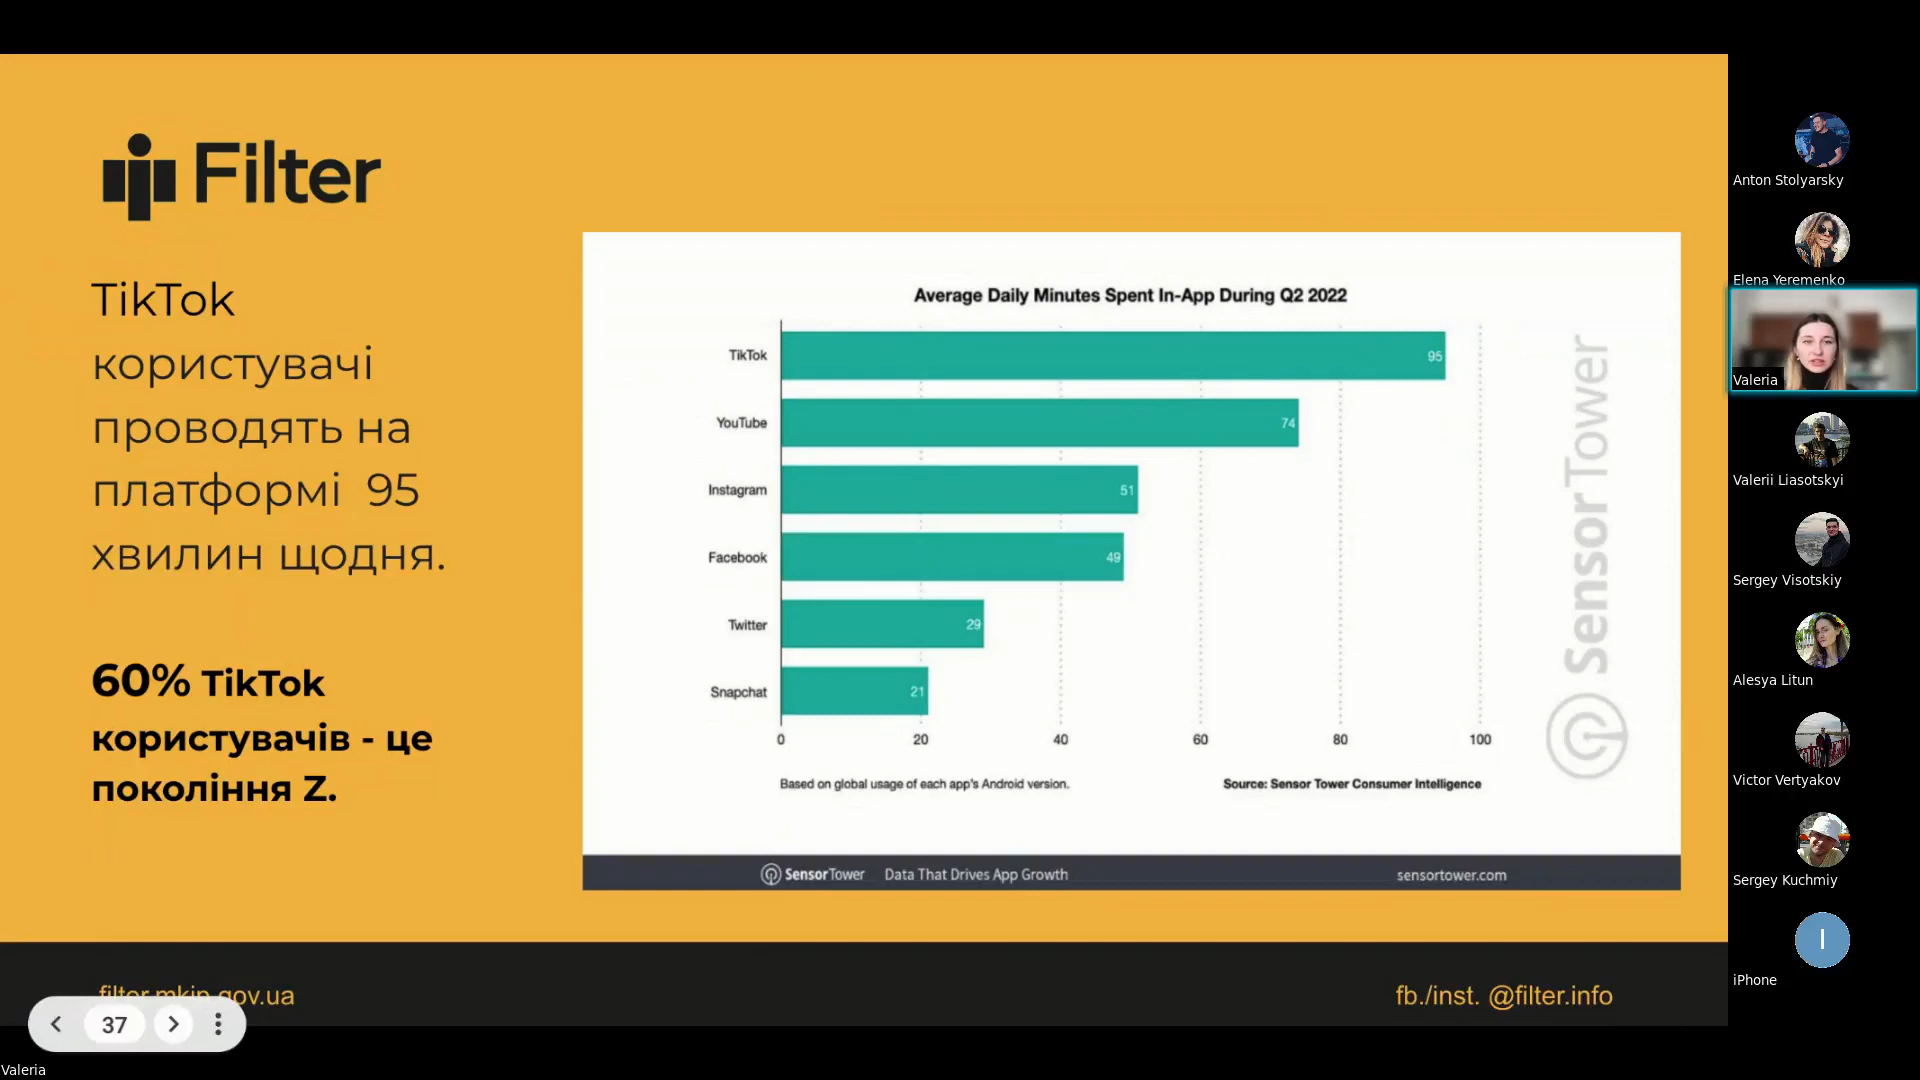 Filter
TikTok
користувачі
проводять на
платформі 95
хвилин щодня.
60% TikTok
користувачів - це
покоління Z.
Average Daily Minutes Spent In-App During Q2 2022
TikTok 95
YouTube 74
Instagram 51
Facebook 49
Twitter 29
Snapchat 21
0 20 40 60 80 100
Based on global usage of each app's Android version.
Source: Sensor Tower Consumer Intelligence
SensorTower
SensorTower Data That Drives App Growth sensortower.com
filter.mkip.gov.ua
fb./inst. @filter.info
37
Valeria
Anton Stolyarsky
Elena Yeremenko
Valeria
Valerii Liasotskyi
Sergey Visotskiy
Alesya Litun
Victor Vertyakov
Sergey Kuchmiy
I
iPhone